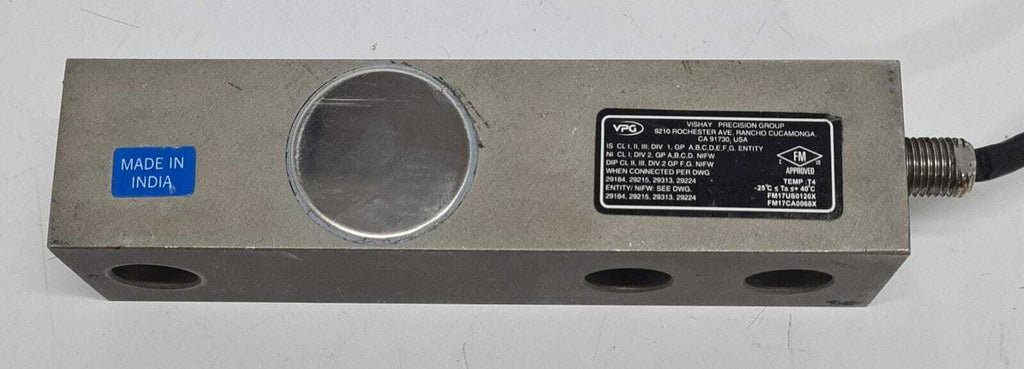 MADE IN
INDIA
VPG
VISHAY PRECISION GROUP
9210 ROCHESTER AVE. RANCHO CUCAMONGA.
CA 91730, USA
IS CL I, II, III; DIV 1, GP A,B,C,D,E,F,G. ENTITY
NI CL I, DIV 2, GP A,B,C,D. NIFW
DIP CL II, III, DIV 2 GP F,G. NIFW
WHEN CONNECTED PER DWG
29184, 29215, 29313, 29224
ENTITY/ NIFW: SEE DWG.
29184, 29215, 29313, 29224
FM
APPROVED
TEMP :T4
-25°C ≤ Ta ≤+ 40°C
FM17US0126X
FM17CA0068X